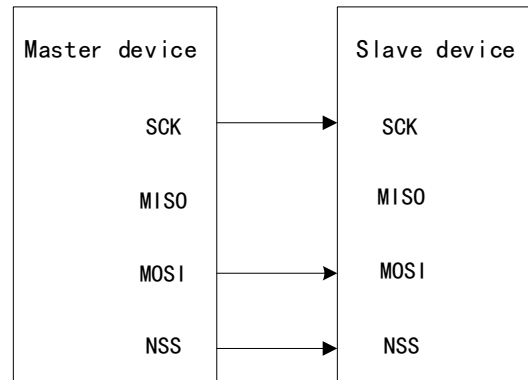 Master device
SCK
MISO
MOSI
NSS
Slave device
SCK
MISO
MOSI
NSS